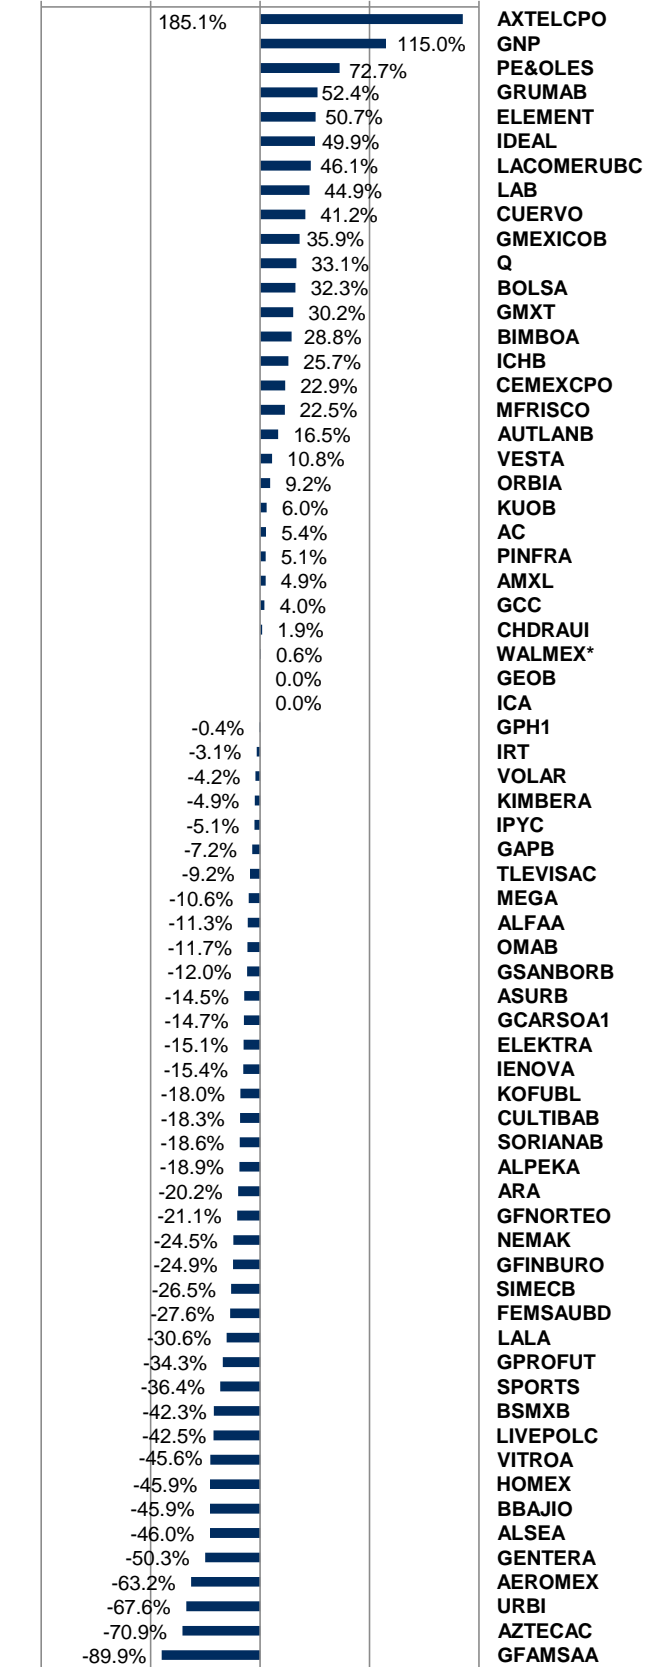 185.1% AXTELCPO
115.0% GNP
72.7% PE&OLES
52.4% GRUMAB
50.7% ELEMENT
49.9% IDEAL
46.1% LACOMERUBC
44.9% LAB
41.2% CUERVO
35.9% GMEXICOB
33.1% Q
32.3% BOLSA
30.2% GMXT
28.8% BIMBOA
25.7% ICHB
22.9% CEMEXCPO
22.5% MFRISCO
16.5% AUTLANB
10.8% VESTA
9.2% ORBIA
6.0% KUOB
5.4% AC
5.1% PINFRA
4.9% AMXL
4.0% GCC
1.9% CHDRAUI
0.6% WALMEX*
0.0% GEOB
0.0% ICA
-0.4% GPH1
-3.1% IRT
-4.2% VOLAR
-4.9% KIMBERA
-5.1% IPYC
-7.2% GAPB
-9.2% TLEVISAC
-10.6% MEGA
-11.3% ALFAA
-11.7% OMAB
-12.0% GSANBORB
-14.5% ASURB
-14.7% GCARSOA1
-15.1% ELEKTRA
-15.4% IENOVA
-18.0% KOFUBL
-18.3% CULTIBAB
-18.6% SORIANAB
-18.9% ALPEKA
-20.2% ARA
-21.1% GFNORTEO
-24.5% NEMAK
-24.9% GFINBURO
-26.5% SIMECB
-27.6% FEMSAUBD
-30.6% LALA
-34.3% GPROFUT
-36.4% SPORTS
-42.3% BSMXB
-42.5% LIVEPOLC
-45.6% VITROA
-45.9% HOMEX
-45.9% BBAJIO
-46.0% ALSEA
-50.3% GENTERA
-63.2% AEROMEX
-67.6% URBI
-70.9% AZTECAC
-89.9% GFAMSAA